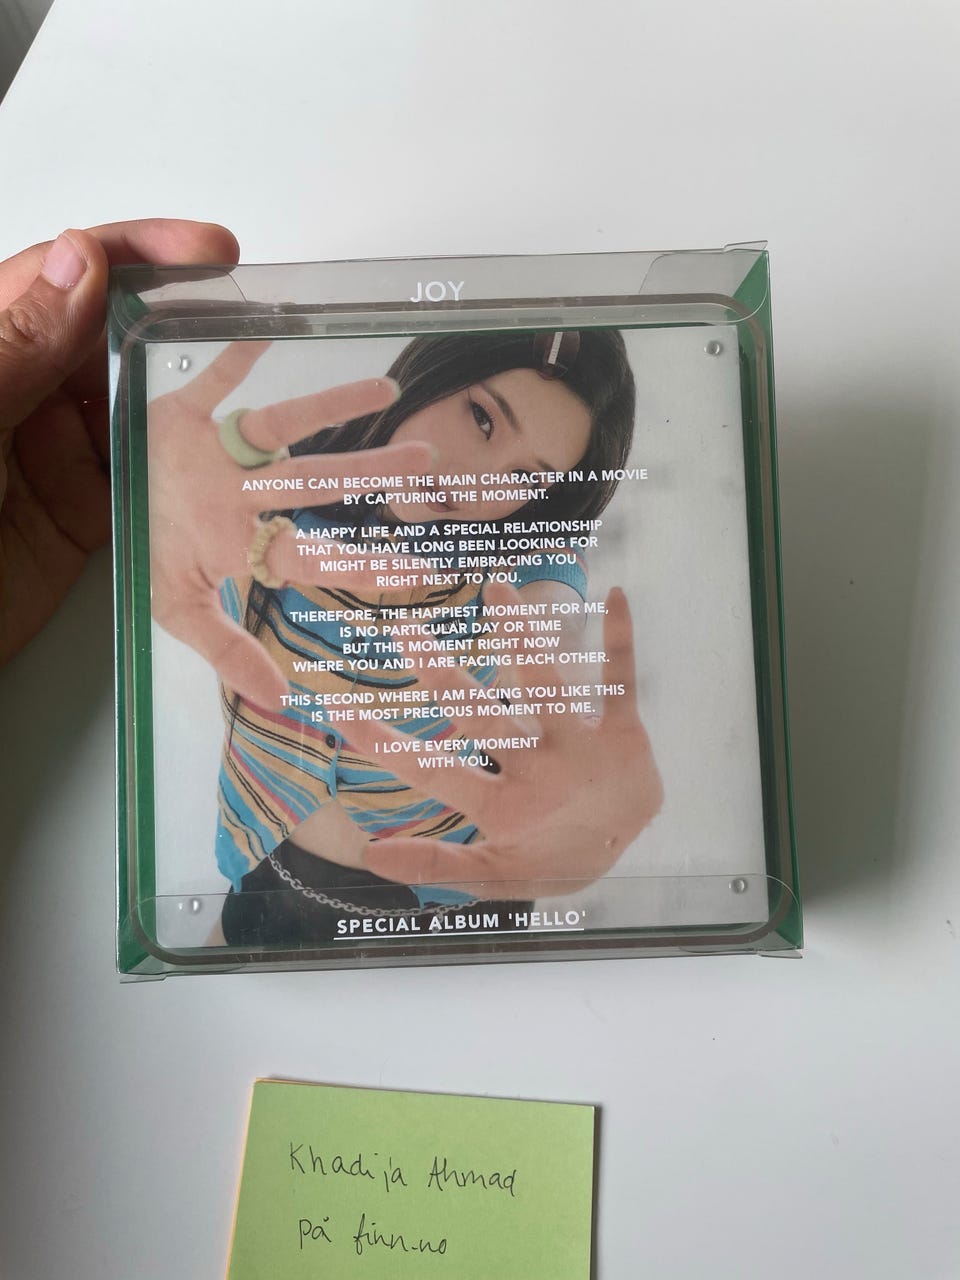 JOY
ANYONE CAN BECOME THE MAIN CHARACTER IN A MOVIE
BY CAPTURING THE MOMENT.
A HAPPY LIFE AND A SPECIAL RELATIONSHIP
THAT YOU HAVE LONG BEEN LOOKING FOR
MIGHT BE SILENTLY EMBRACING YOU
RIGHT NEXT TO YOU.
THEREFORE, THE HAPPIEST MOMENT FOR ME,
IS NO PARTICULAR DAY OR TIME
BUT THIS MOMENT RIGHT NOW
WHERE YOU AND I ARE FACING EACH OTHER.
THIS SECOND WHERE I AM FACING YOU LIKE THIS
IS THE MOST PRECIOUS MOMENT TO ME.
I LOVE EVERY MOMENT
WITH YOU.
SPECIAL ALBUM 'HELLO'
Khadija Ahmad
på finn.no